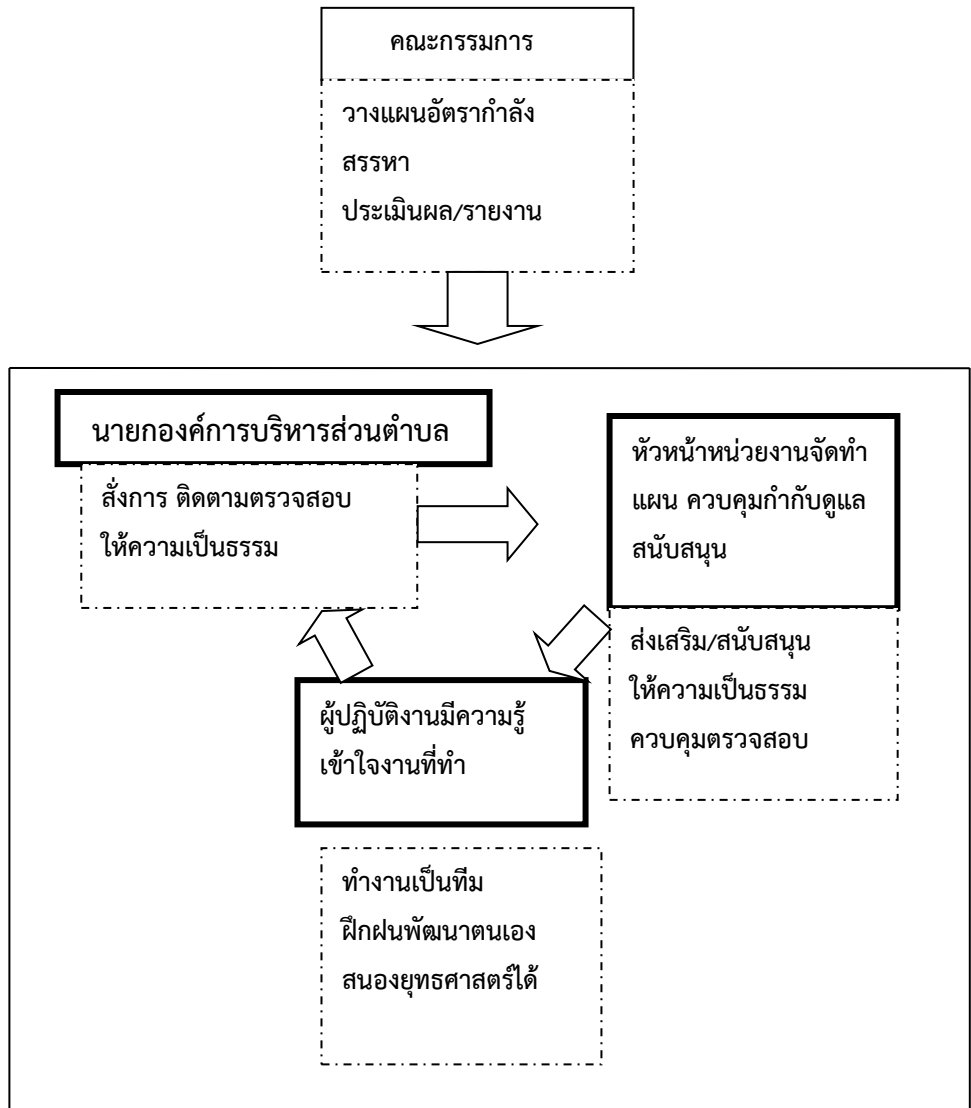 คณะกรรมการ
วางแผนอัตรากำลัง
สรรหา
ประเมินผล/รายงาน
นายกองค์การบริหารส่วนตำบล
สั่งการ ติดตามตรวจสอบ
ให้ความเป็นธรรม
หัวหน้าหน่วยงานจัดทำ
แผน ควบคุมกำกับดูแล
สนับสนุน
ส่งเสริม/สนับสนุน
ให้ความเป็นธรรม
ควบคุมตรวจสอบ
ผู้ปฏิบัติงานมีความรู้
เข้าใจงานที่ทำ
ทำงานเป็นทีม
ฝึกฝนพัฒนาตนเอง
สนองยุทธศาสตร์ได้